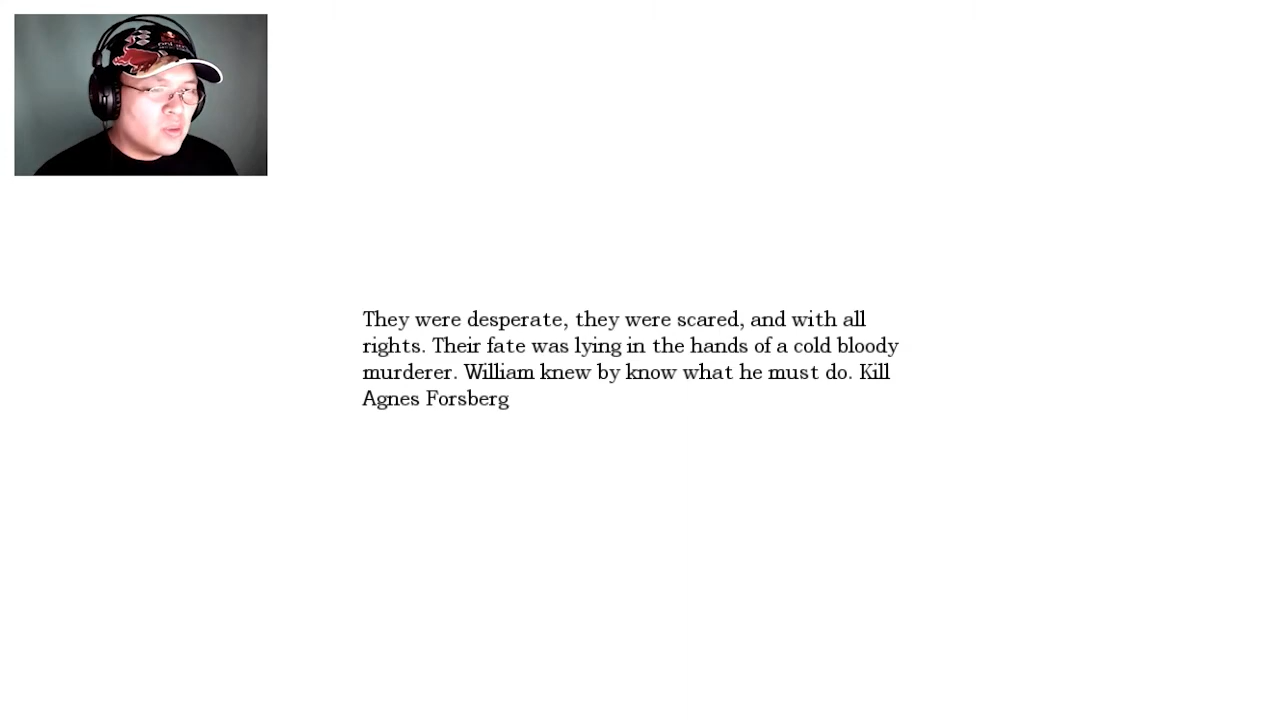 They were desperate, they were scared, and with all
rights. Their fate was lying in the hands of a cold bloody
murderer. William knew by know what he must do. Kill
Agnes Forsberg